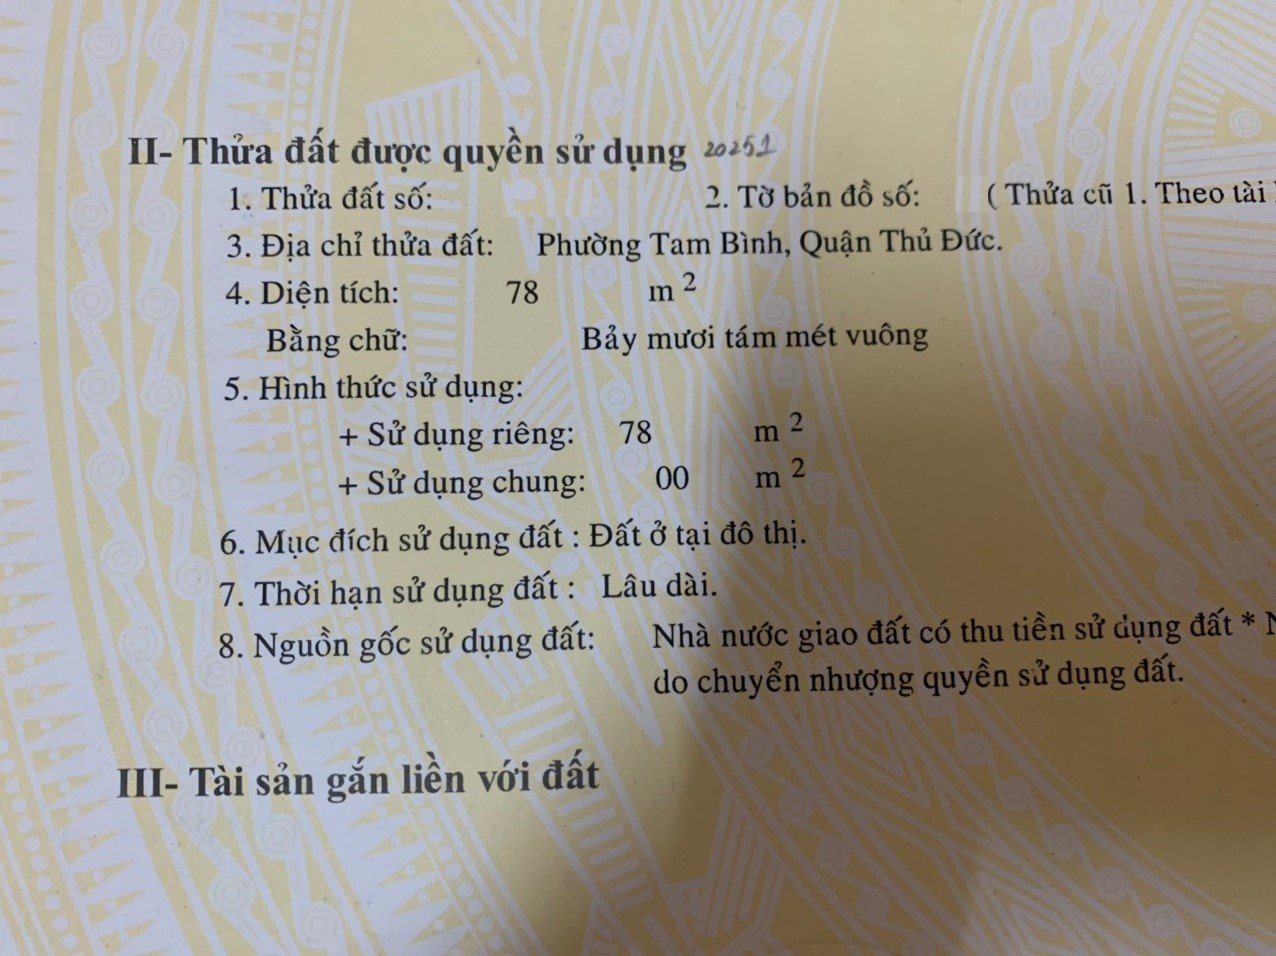 II- Thửa đất được quyền sử dụng 20251
1. Thửa đất số: 2. Tờ bản đồ số: ( Thửa cũ 1. Theo tài
3. Địa chỉ thửa đất: Phường Tam Bình, Quận Thủ Đức.
4. Diện tích: 78 m 2
Bằng chữ: Bảy mươi tám mét vuông
5. Hình thức sử dụng:
+ Sử dụng riêng: 78 m 2
+ Sử dụng chung: 00 m 2
6. Mục đích sử dụng đất : Đất ở tại đô thị.
7. Thời hạn sử dụng đất : Lâu dài.
8. Nguồn gốc sử dụng đất: Nhà nước giao đất có thu tiền sử dụng đất *
do chuyển nhượng quyền sử dụng đất.
III- Tài sản gắn liền với đất